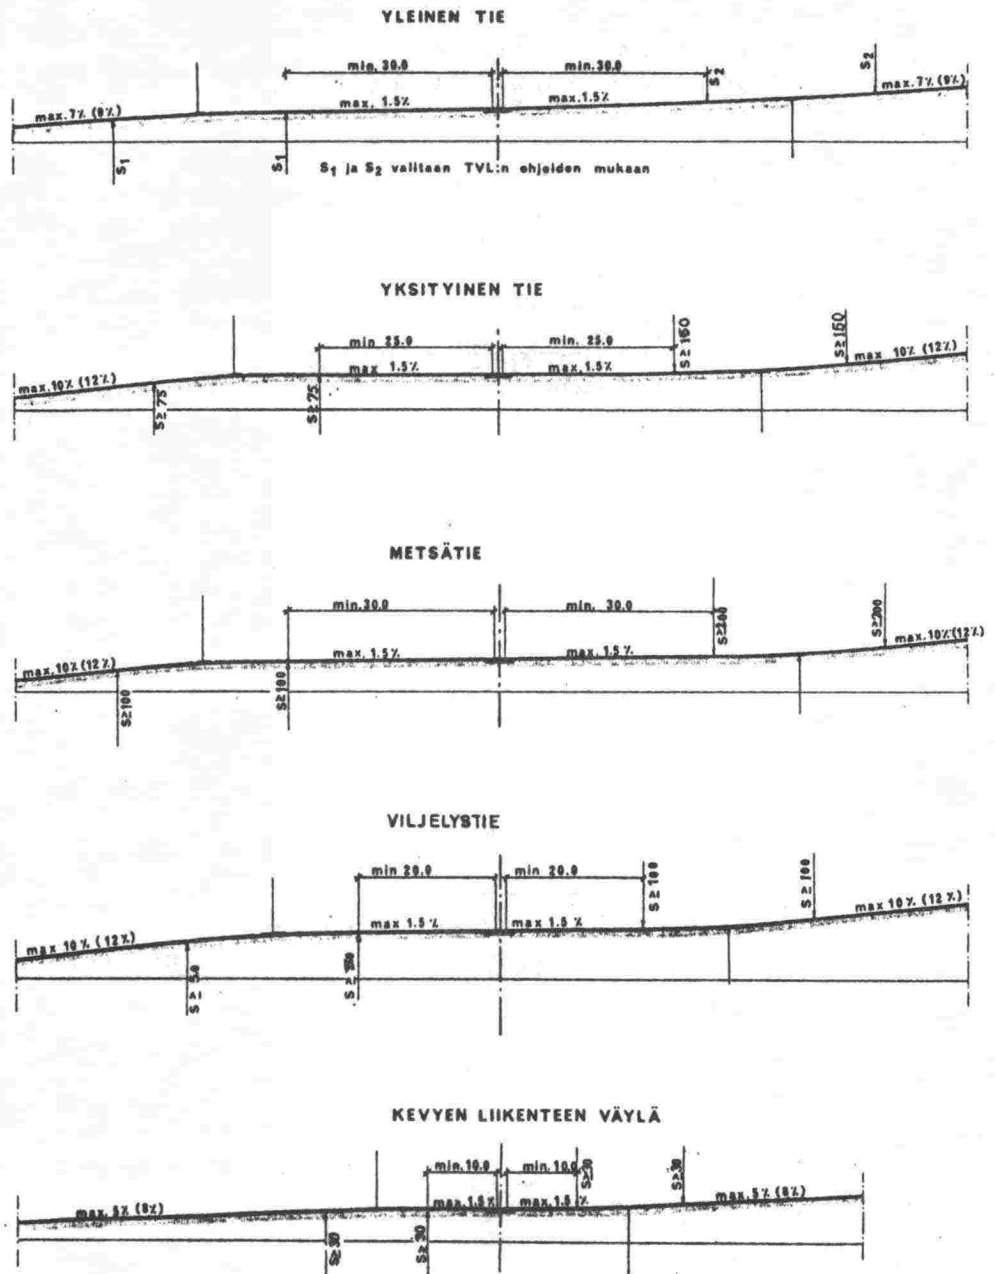 YLEINEN TIE
min. 30.0
min. 30.0
S2
S2
max. 7% (9%)
max. 1.5%
max. 1.5%
max. 7% (9%)
S1
S1
S1 ja S2 valitaan TVL:n ohjeiden mukaan
YKSITYINEN TIE
min 25.0
min. 25.0
S≥150
S≥150
max. 10% (12%)
max 1.5%
max. 1.5%
max 10% (12%)
S≥75
S≥75
METSÄTIE
min. 30.0
min. 30.0
S≥200
S≥200
max. 10% (12%)
max. 1.5%
max. 1.5%
max. 10% (12%)
S≥100
S≥100
VILJELYSTIE
min 20.0
min 20.0
S≥100
S≥100
max 10% (12%)
max 1.5%
max 1.5%
max 10% (12%)
S≥50
S≥50
KEVYEN LIIKENTEEN VÄYLÄ
min. 10.0
min. 10.0
S≥30
S≥30
max. 5% (8%)
max. 1.5%
max. 1.5%
max. 5% (8%)
S≥30
S≥30